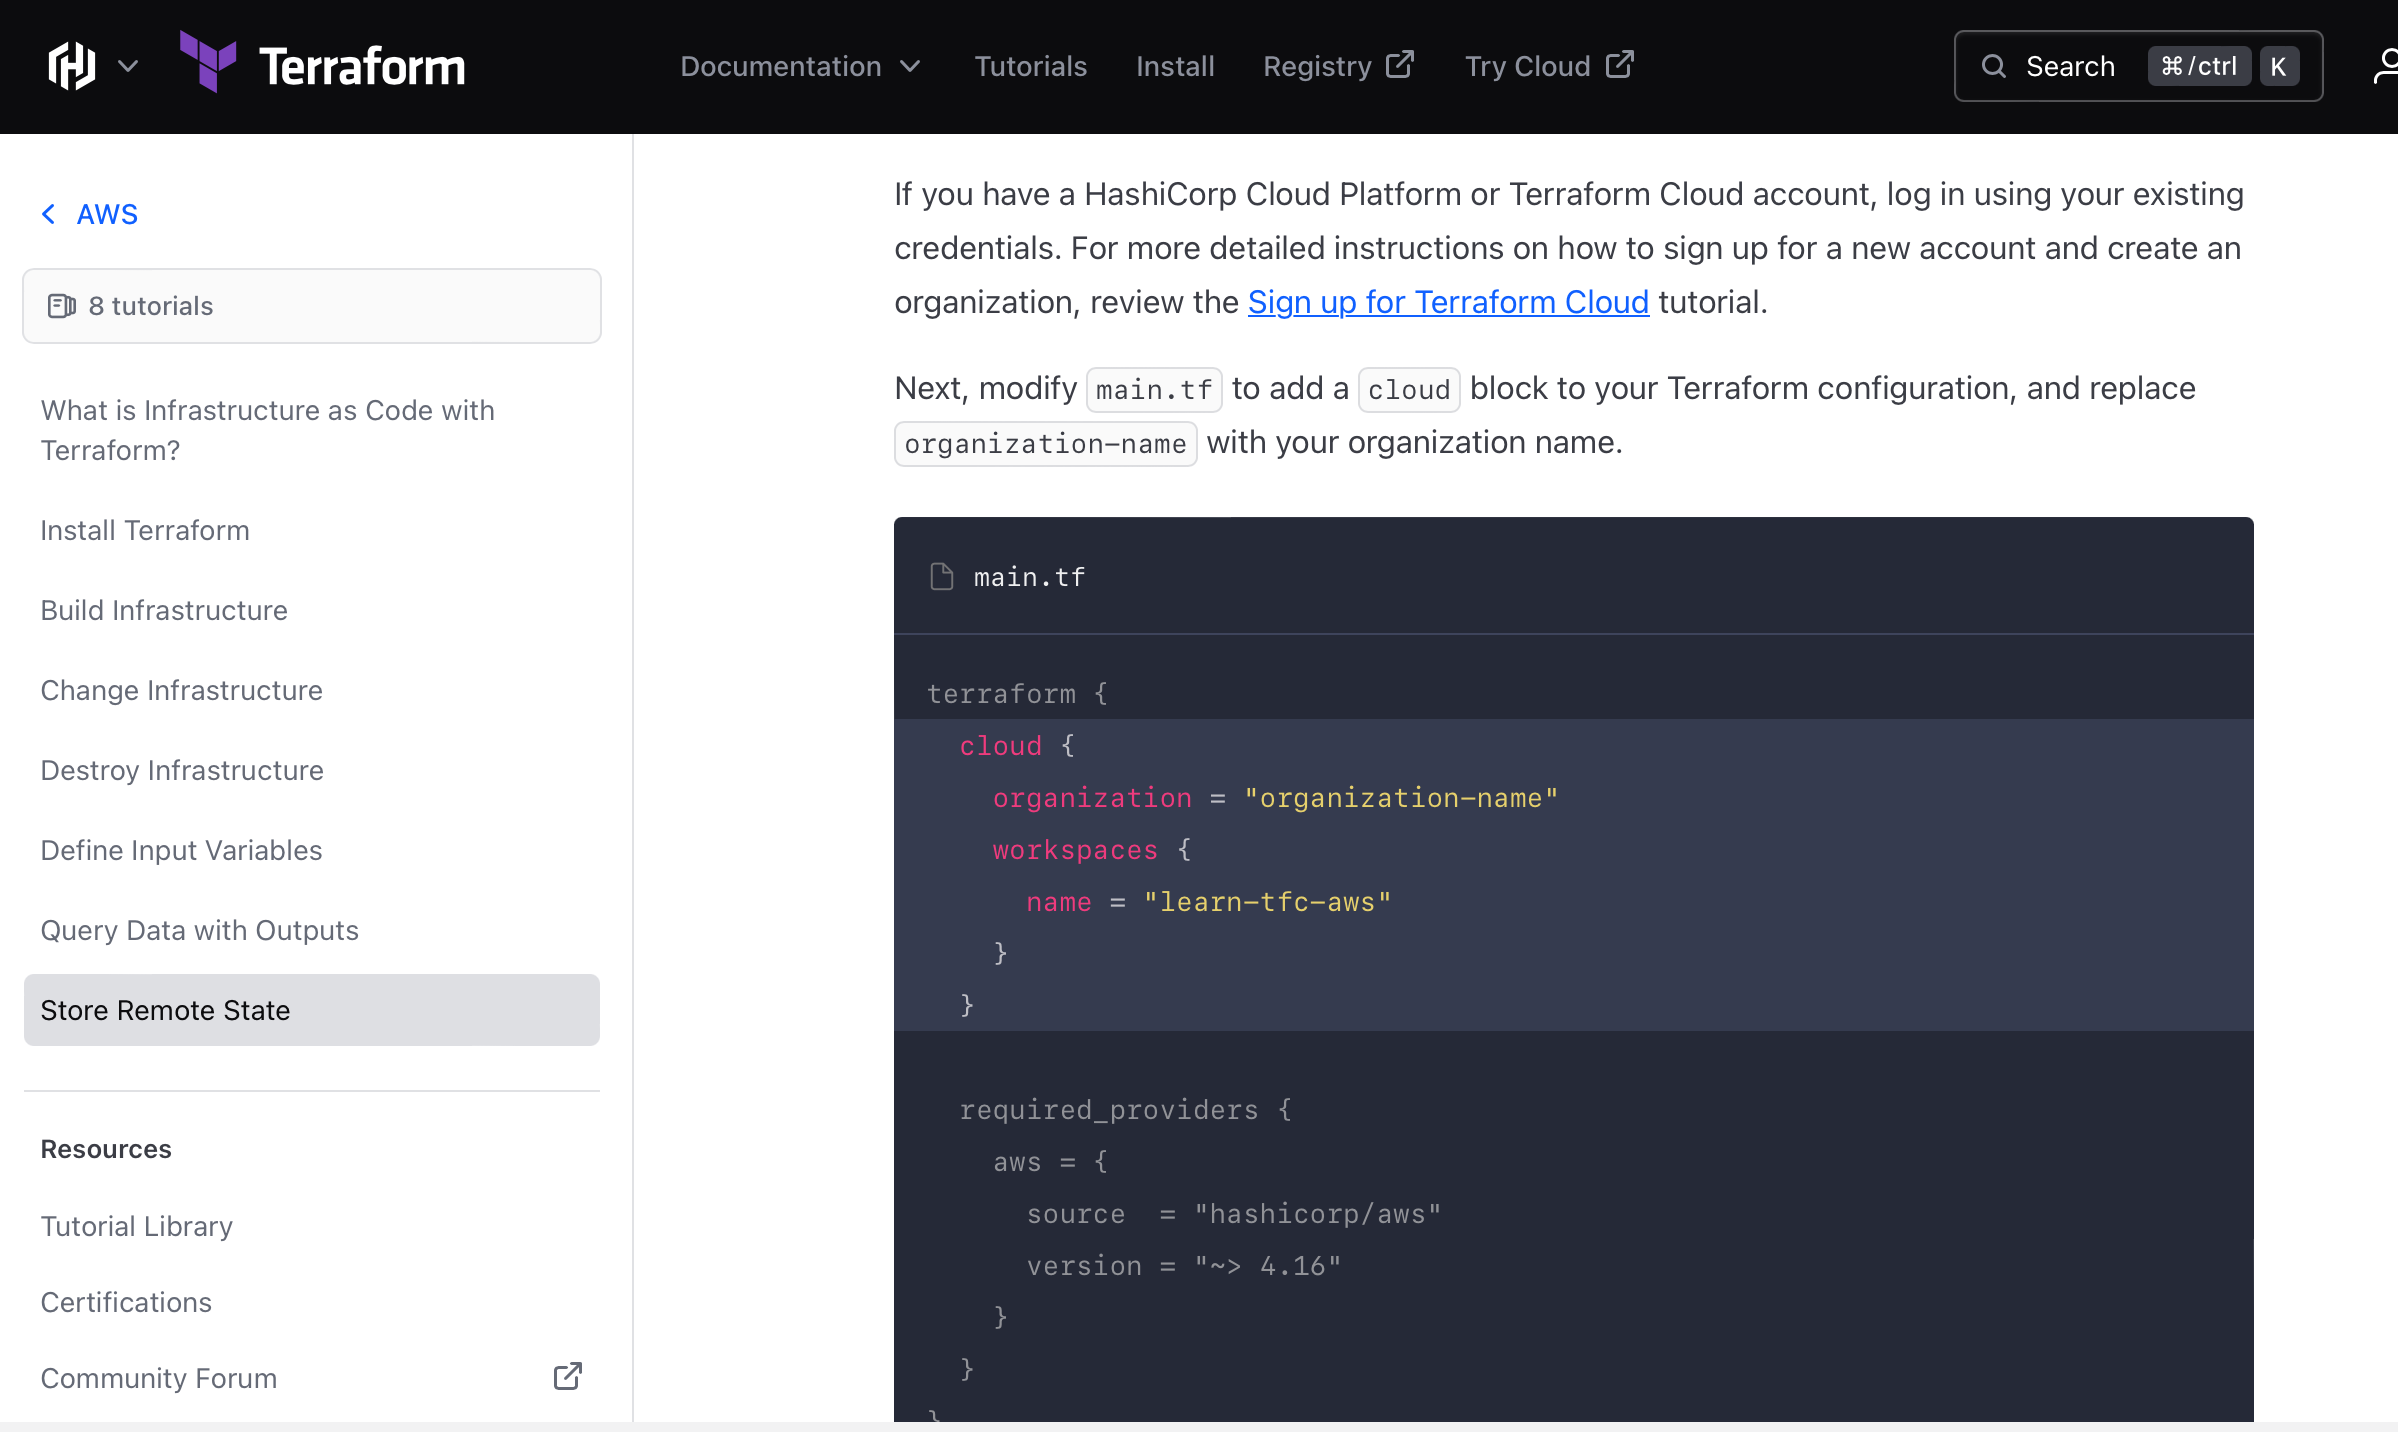 Terraform
Documentation
Tutorials
Install
Registry
Try Cloud
Search
⌘/ctrl
K
AWS
8 tutorials
What is Infrastructure as Code with
Terraform?
Install Terraform
Build Infrastructure
Change Infrastructure
Destroy Infrastructure
Define Input Variables
Query Data with Outputs
Store Remote State
Resources
Tutorial Library
Certifications
Community Forum
If you have a HashiCorp Cloud Platform or Terraform Cloud account, log in using your existing
credentials. For more detailed instructions on how to sign up for a new account and create an
organization, review the Sign up for Terraform Cloud tutorial.
Next, modify main.tf to add a cloud block to your Terraform configuration, and replace
organization-name with your organization name.
main.tf
terraform {
  cloud {
    organization = "organization-name"
    workspaces {
      name = "learn-tfc-aws"
    }
  }
  required_providers {
    aws = {
      source  = "hashicorp/aws"
      version = "~> 4.16"
    }
  }
}